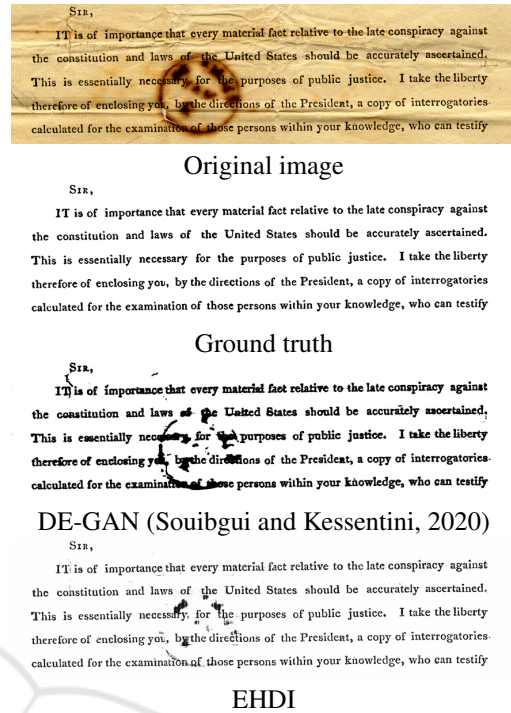 SIR,
IT is of importance that every material fact relative to the late conspiracy against
the constitution and laws of the United States should be accurately ascertained.
This is essentially necessary for the purposes of public justice. I take the liberty
therefore of enclosing you, by the directions of the President, a copy of interrogatories
calculated for the examination of those persons within your knowledge, who can testify
Original image
SIR,
IT is of importance that every material fact relative to the late conspiracy against
the constitution and laws of the United States should be accurately ascertained.
This is essentially necessary for the purposes of public justice. I take the liberty
therefore of enclosing you, by the directions of the President, a copy of interrogatories
calculated for the examination of those persons within your knowledge, who can testify
Ground truth
SIR,
IT is of importance that every material fact relative to the late conspiracy against
the constitution and laws of the United States should be accurately ascertained.
This is essentially necessary, for the purposes of public justice. I take the liberty
therefore of enclosing you, by the directions of the President, a copy of interrogatories
calculated for the examination of those persons within your knowledge, who can testify
DE-GAN (Souibgui and Kessentini, 2020)
SIR,
IT is of importance that every material fact relative to the late conspiracy against
the constitution and laws of the United States should be accurately ascertained.
This is essentially necessary, for the purposes of public justice. I take the liberty
therefore of enclosing you, by the directions of the President, a copy of interrogatories
calculated for the examination of those persons within your knowledge, who can testify
EHDI